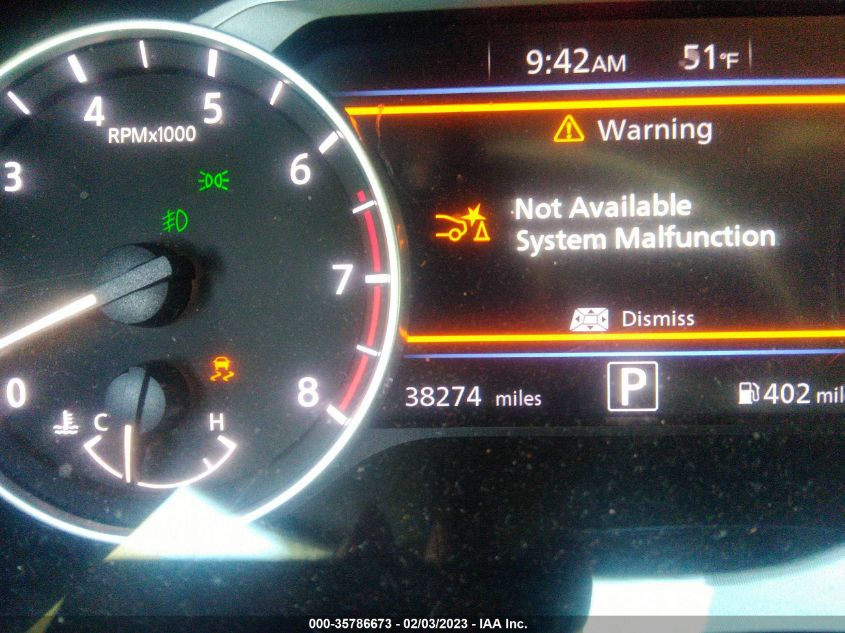 9:42AM 51°F
Warning
Not Available
System Malfunction
Dismiss
38274 miles P 402 mil
3 4 5 6 7 8 0
RPMx1000
C H
000-35786673 - 02/03/2023 - IAA Inc.